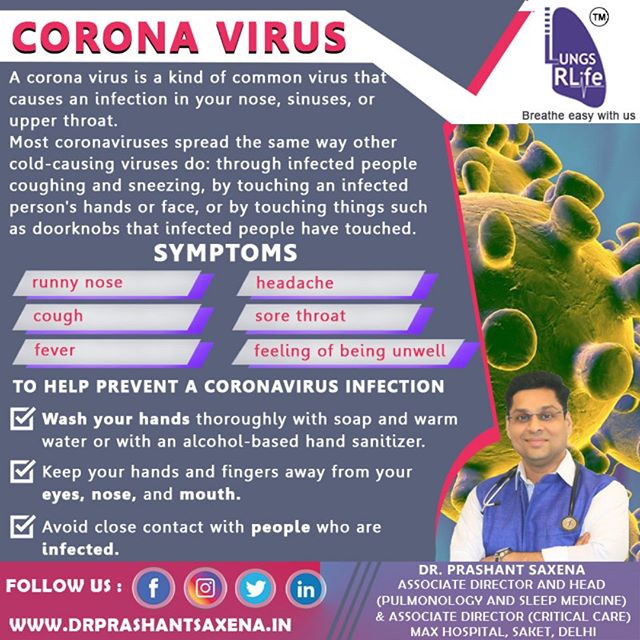 CORONA VIRUS
A corona virus is a kind of common virus that
causes an infection in your nose, sinuses, or
upper throat.
Most coronaviruses spread the same way other
cold-causing viruses do: through infected people
coughing and sneezing, by touching an infected
person's hands or face, or by touching things such
as doorknobs that infected people have touched.
TM
LUNGS
RLife
Breathe easy with us
SYMPTOMS
runny nose
headache
cough
sore throat
fever
feeling of being unwell
TO HELP PREVENT A CORONAVIRUS INFECTION
Wash your hands thoroughly with soap and warm
water or with an alcohol-based hand sanitizer.
Keep your hands and fingers away from your
eyes, nose, and mouth.
Avoid close contact with people who are
infected.
FOLLOW US :
WWW.DRPRASHANTSAXENA.IN
DR. PRASHANT SAXENA
ASSOCIATE DIRECTOR AND HEAD
(PULMONOLOGY AND SLEEP MEDICINE)
& ASSOCIATE DIRECTOR (CRITICAL CARE)
MAX HOSPITAL, SAKET, DELHI